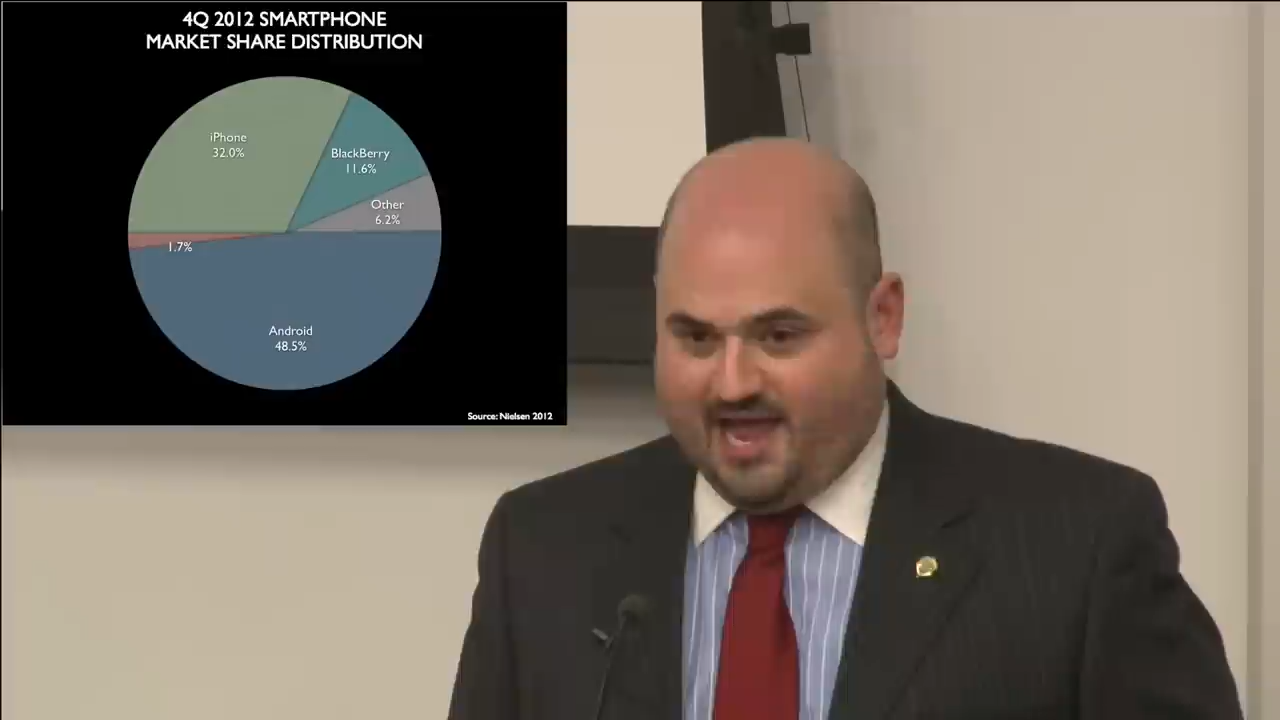 4Q 2012 SMARTPHONE
MARKET SHARE DISTRIBUTION
iPhone
32.0%
BlackBerry
11.6%
Other
6.2%
1.7%
Android
48.5%
Source: Nielsen 2012